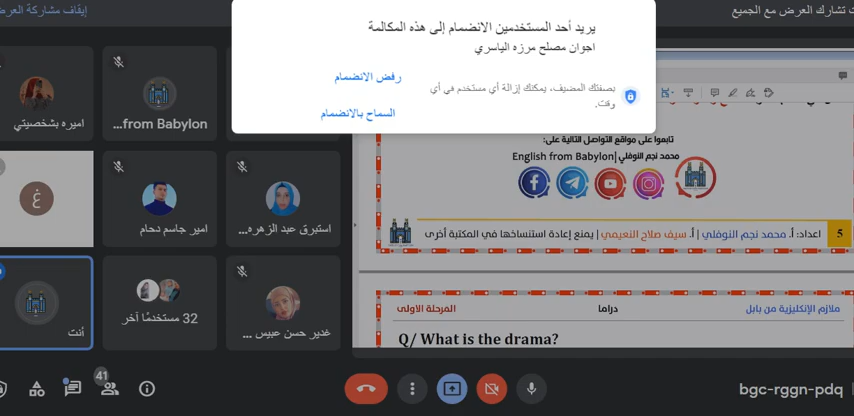 إيقاف مشاركة العرض
ت تشارك العرض مع الجميع
يريد أحد المستخدمين الانضمام إلى هذه المكالمة
اجوان مصلح مرزه الياسري
رفض الانضمام
بصفتك المضيف، يمكنك إزالة أي مستخدم في أي
وقت.
السماح بالانضمام
اميره بشخصيتي
...from Babylon
غ
امير جاسم دحام
استبرق عبد الزهره...
أنت
32 مستخدمًا آخر
غدير حسن عبيس ...
تابعوا على مواقع التواصل التالية على:
محمد نجم النوفلي|English from Babylon
5
اعداد: أ. محمد نجم النوفلي | أ. سيف صلاح النعيمي | يمنع إعادة استنساخها في المكتبة أخرى
ملازم الإنكليزية من بابل
دراما
المرحلة الاولى
Q/ What is the drama?
41
bgc-rggn-pdq